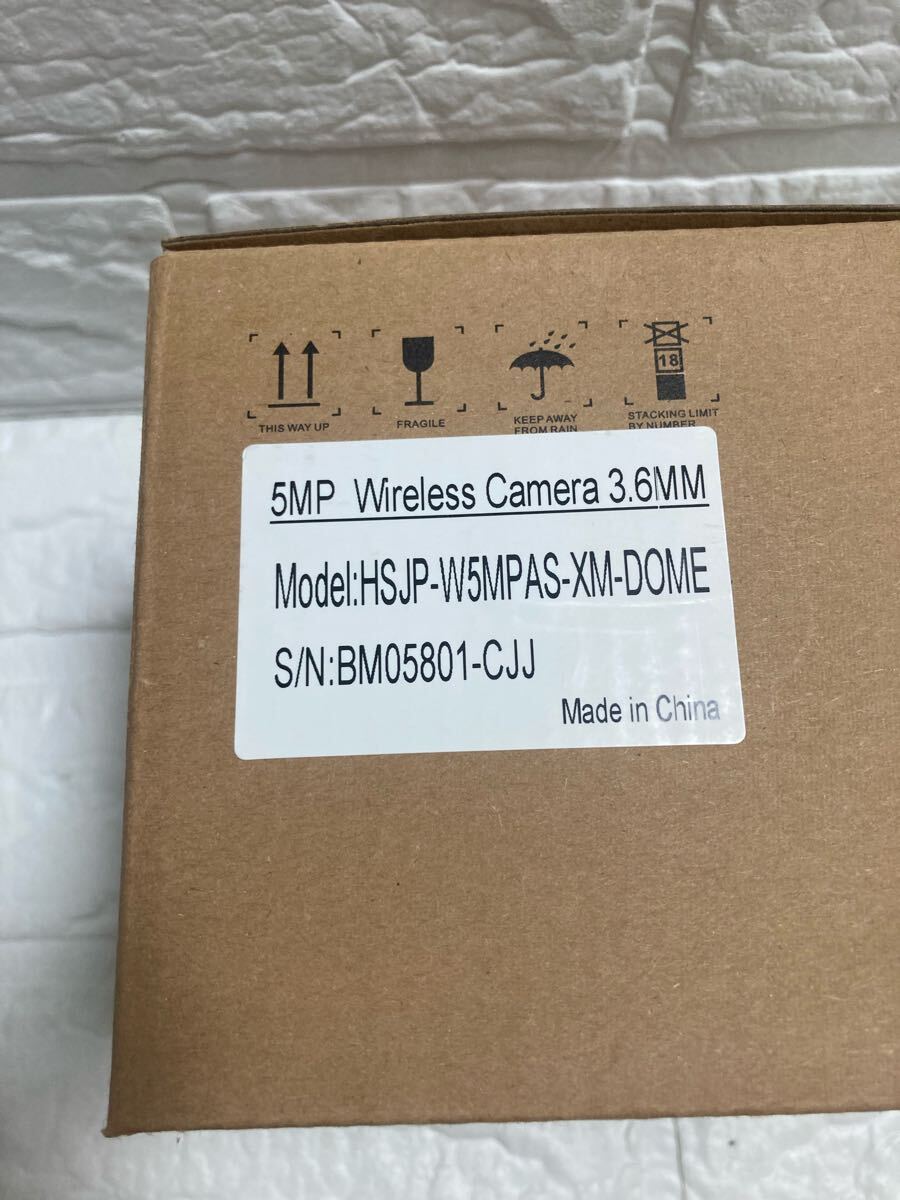 THIS WAY UP
FRAGILE
KEEP AWAY
FROM RAIN
18
STACKING LIMIT
BY NUMBER
5MP Wireless Camera 3.6MM
Model:HSJP-W5MPAS-XM-DOME
S/N:BM05801-CJJ
Made in China